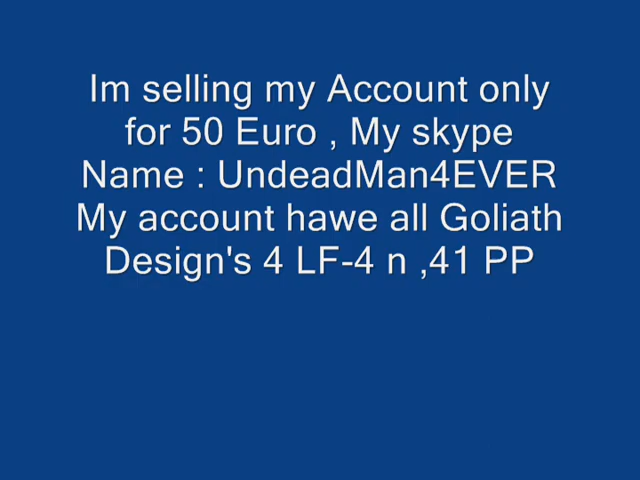 Im selling my Account only
for 50 Euro , My skype
Name : UndeadMan4EVER
My account hawe all Goliath
Design's 4 LF-4 n ,41 PP